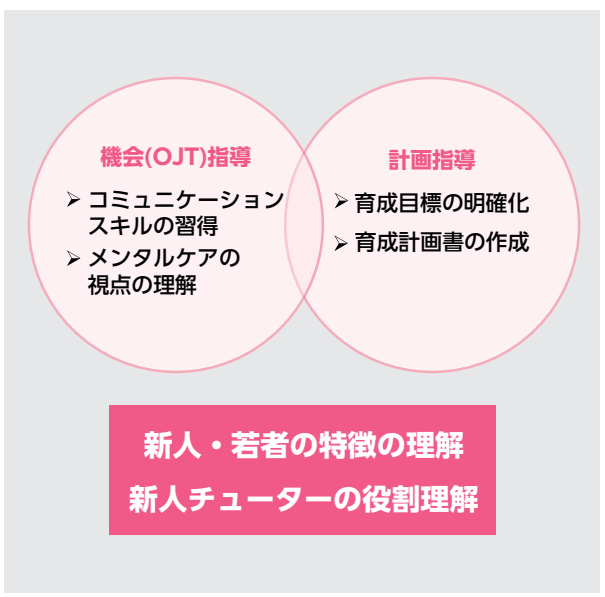 機会(OJT)指導
➢ コミュニケーション
スキルの習得
➢ メンタルケアの
視点の理解
計画指導
➢ 育成目標の明確化
➢ 育成計画書の作成
新人・若者の特徴の理解
新人チューターの役割理解